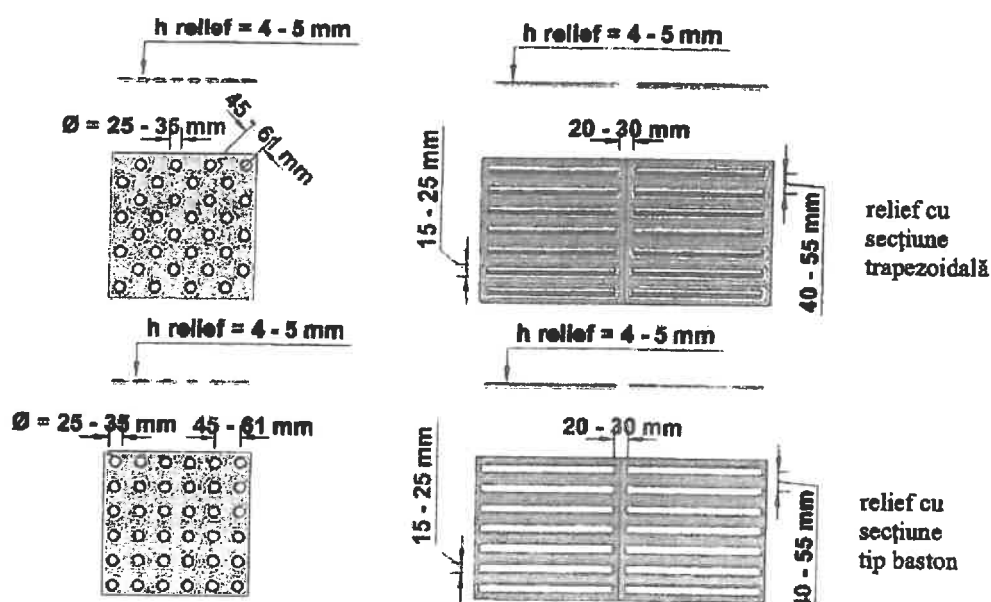 h relief = 4 - 5 mm
h relief = 4 - 5 mm
Ø = 25 - 35 mm
45 - 61 mm
20 - 30 mm
15 - 25 mm
40 - 55 mm
relief cu
secțiune
trapezoidală
h relief = 4 - 5 mm
h relief = 4 - 5 mm
Ø = 25 - 35 mm
45 - 61 mm
20 - 30 mm
15 - 25 mm
40 - 55 mm
relief cu
secțiune
tip baston